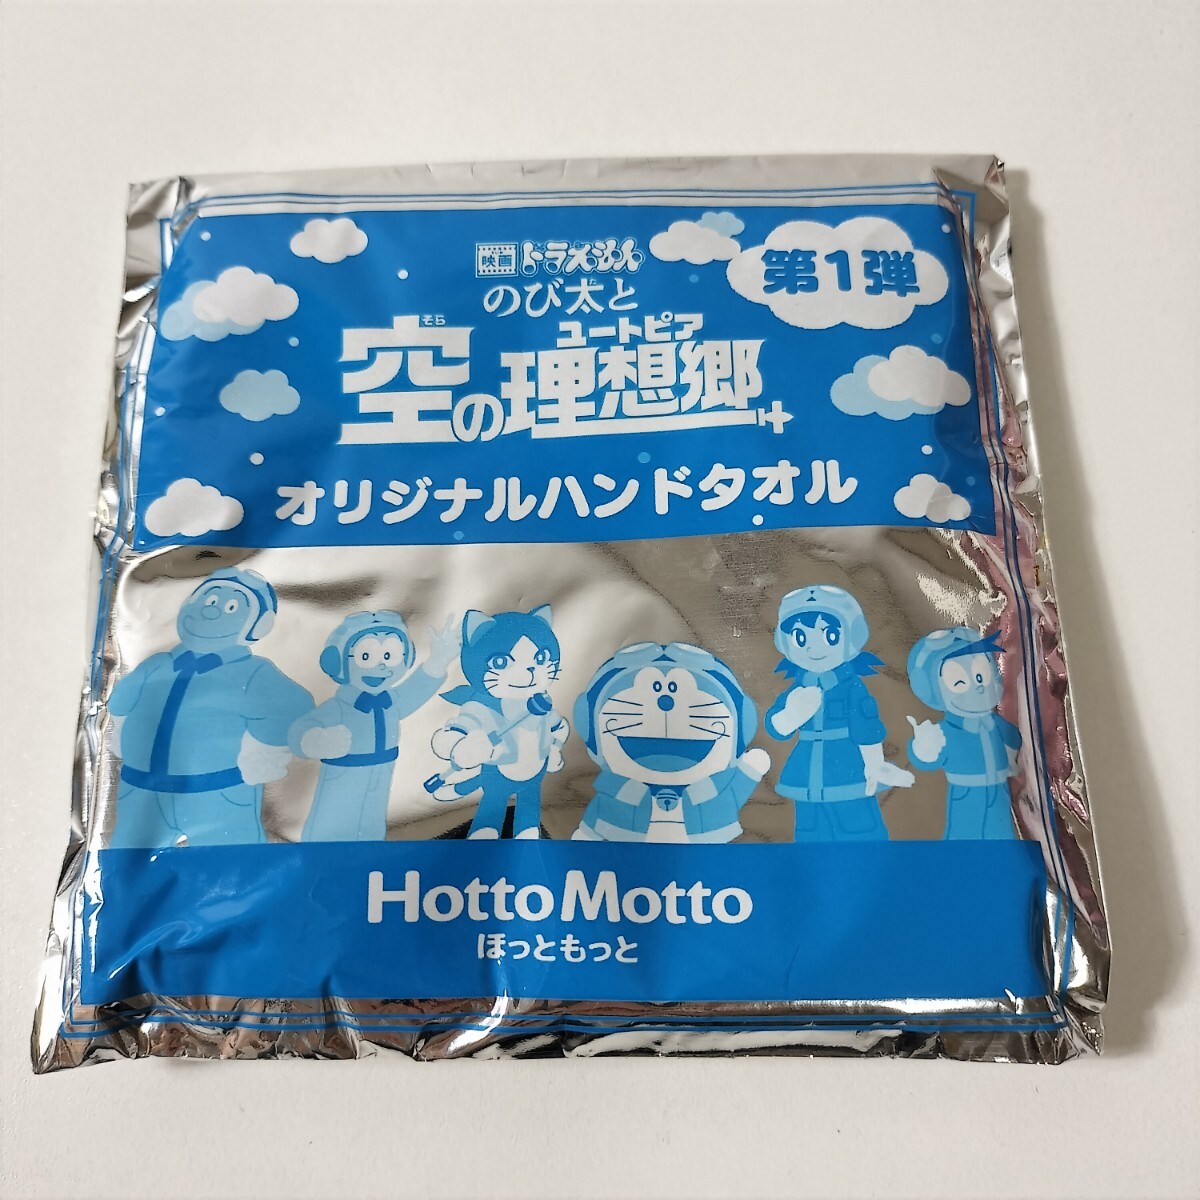 映画 ドラえもん
第1弾
のび太と
そら ユートピア
空の理想郷
オリジナルハンドタオル
HottoMotto
ほっともっと